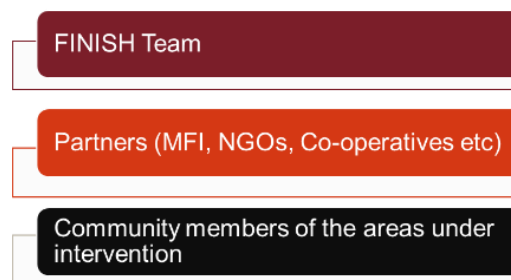 FINISH Team
Partners (MFI, NGOs, Co-operatives etc)
Community members of the areas under
intervention